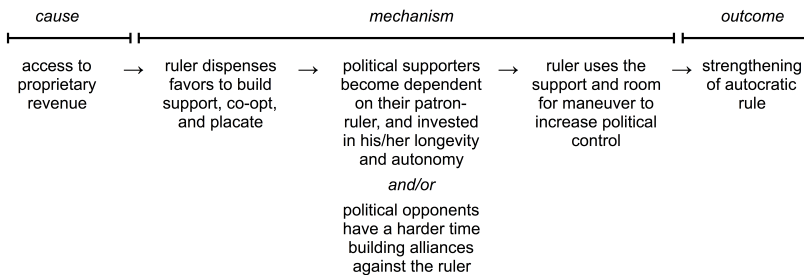 cause
mechanism
outcome
access to
proprietary
revenue
→
ruler dispenses
favors to build
support, co-opt,
and placate
→
political supporters
become dependent
on their patron-
ruler, and invested
in his/her longevity
and autonomy
and/or
political opponents
have a harder time
building alliances
against the ruler
→
ruler uses the
support and room
for maneuver to
increase political
control
→
strengthening
of autocratic
rule